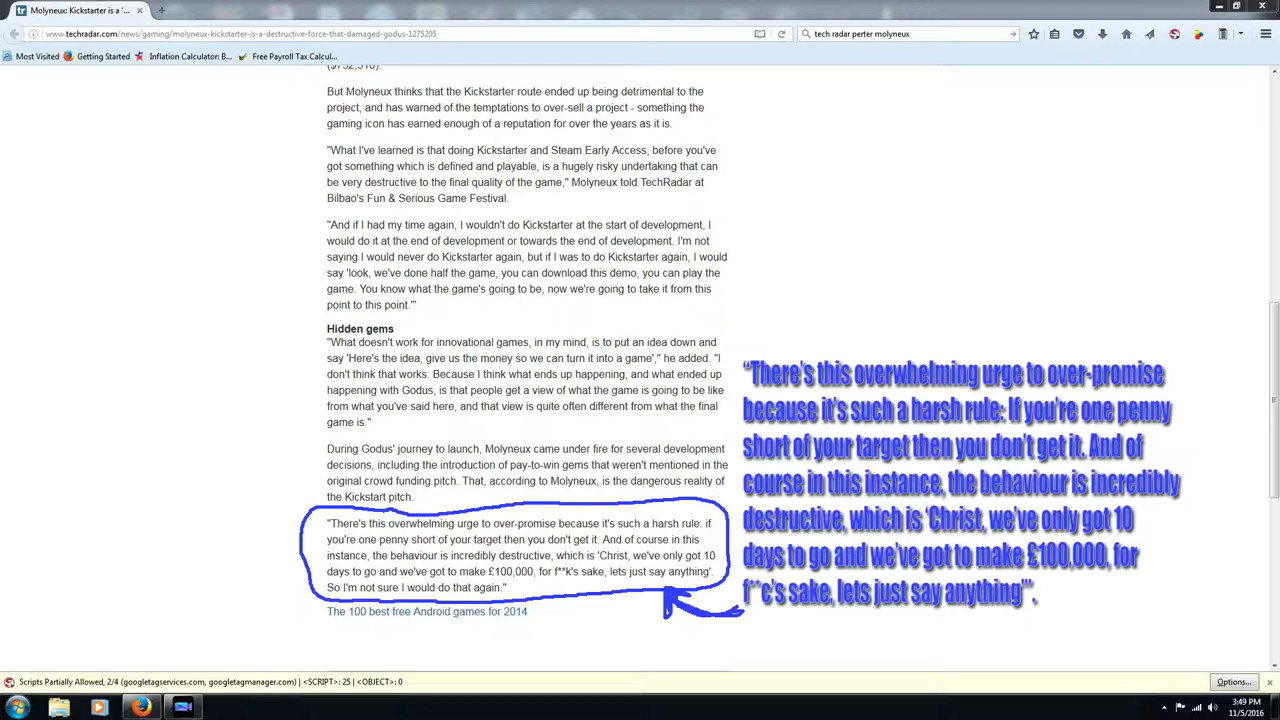 Molyneux: Kickstarter is a '...
www.techradar.com/news/gaming/molyneux-kickstarter-is-a-destructive-force-that-damaged-godus-1275205
tech radar perter molyneux
Most Visited
Getting Started
Inflation Calculator: B...
Free Payroll Tax Calcul...
But Molyneux thinks that the Kickstarter route ended up being detrimental to the
project, and has warned of the temptations to over-sell a project - something the
gaming icon has earned enough of a reputation for over the years as it is.
"What I've learned is that doing Kickstarter and Steam Early Access, before you've
got something which is defined and playable, is a hugely risky undertaking that can
be very destructive to the final quality of the game," Molyneux told TechRadar at
Bilbao's Fun & Serious Game Festival.
"And if I had my time again, I wouldn't do Kickstarter at the start of development, I
would do it at the end of development or towards the end of development. I'm not
saying I would never do Kickstarter again, but if I was to do Kickstarter again, I would
say 'look, we've done half the game, you can download this demo, you can play the
game. You know what the game's going to be, now we're going to take it from this
point to this point.'"
Hidden gems
"What doesn't work for innovational games, in my mind, is to put an idea down and
say 'Here's the idea, give us the money so we can turn it into a game'," he added. "I
don't think that works. Because I think what ends up happening, and what ended up
happening with Godus, is that people get a view of what the game is going to be like
from what you've said here, and that view is quite often different from what the final
game is."
During Godus' journey to launch, Molyneux came under fire for several development
decisions, including the introduction of pay-to-win gems that weren't mentioned in the
original crowd funding pitch. That, according to Molyneux, is the dangerous reality of
the Kickstart pitch.
"There's this overwhelming urge to over-promise because it's such a harsh rule: if
you're one penny short of your target then you don't get it. And of course in this
instance, the behaviour is incredibly destructive, which is 'Christ, we've only got 10
days to go and we've got to make £100,000, for f**k's sake, lets just say anything'.
So I'm not sure I would do that again."
The 100 best free Android games for 2014
“There's this overwhelming urge to over-promise
because it's such a harsh rule: If you're one penny
short of your target then you don't get it. And of
course in this instance, the behaviour is incredibly
destructive, which is ‘Christ, we've only got 10
days to go and we've got to make £100,000, for
f**c's sake, lets just say anything'”.
Scripts Partially Allowed, 2/4 (googletagservices.com, googletagmanager.com) | <SCRIPT>: 25 | <OBJECT>: 0
Options...
3:49 PM
11/5/2016